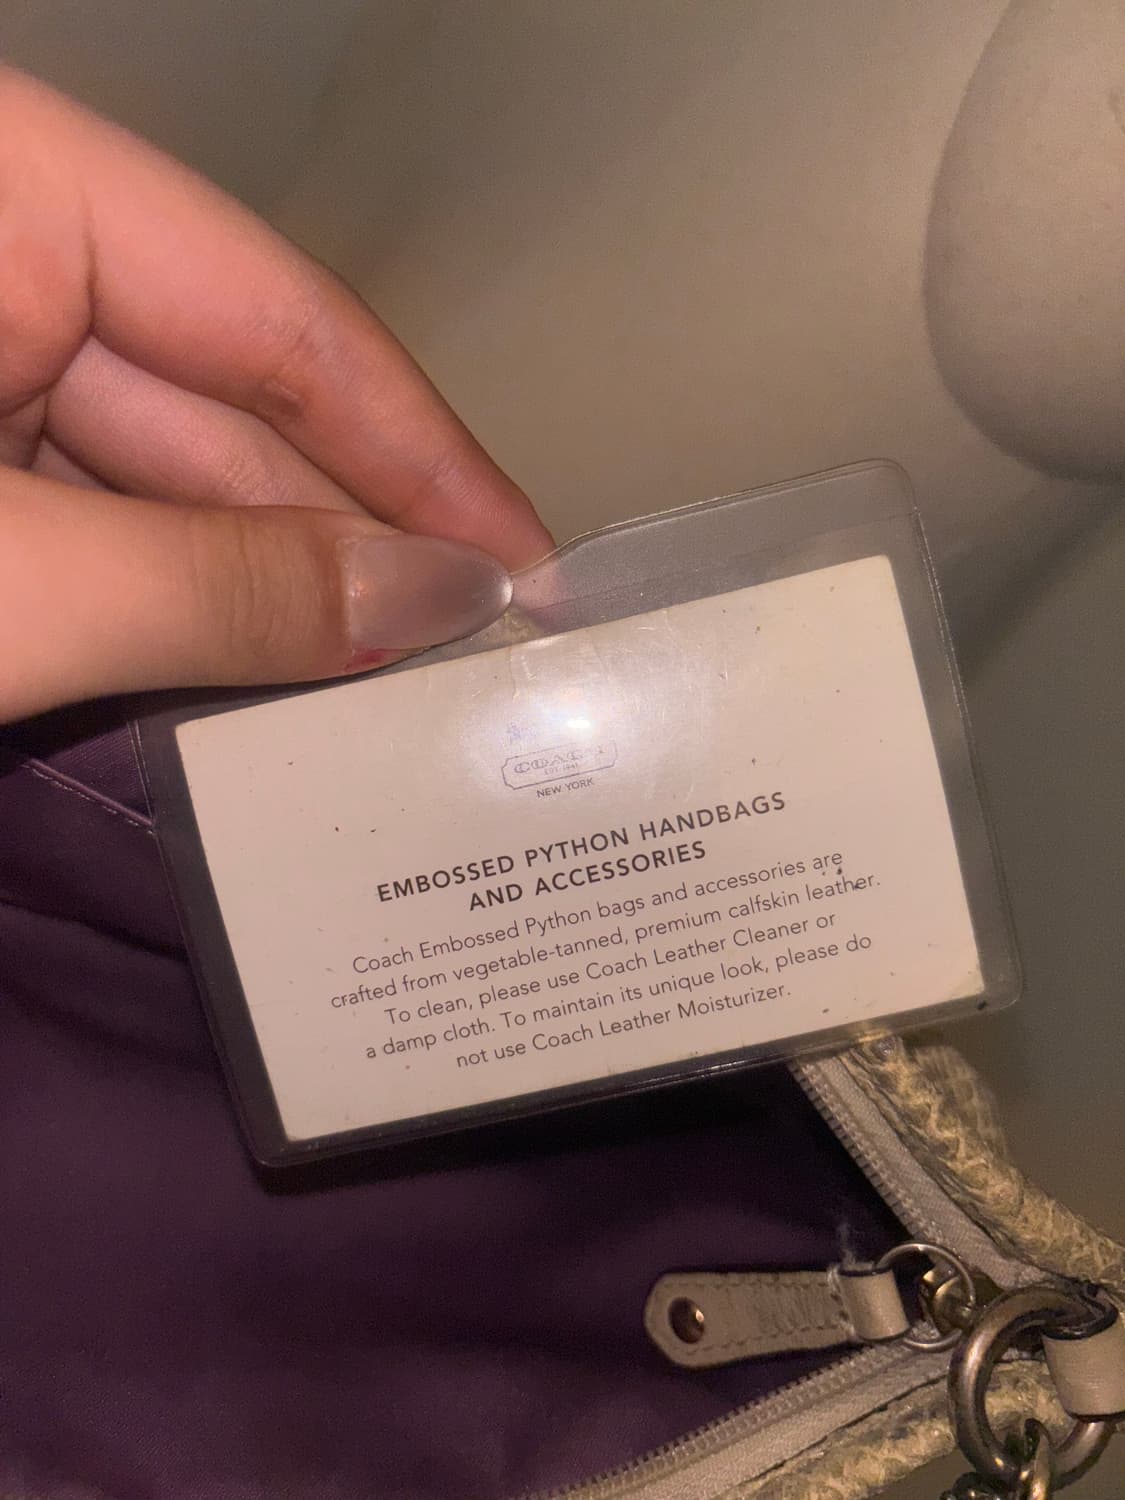 COACH
EST. 1941
NEW YORK
EMBOSSED PYTHON HANDBAGS
AND ACCESSORIES
Coach Embossed Python bags and accessories are
crafted from vegetable-tanned, premium calfskin leather.
To clean, please use Coach Leather Cleaner or
a damp cloth. To maintain its unique look, please do
not use Coach Leather Moisturizer.